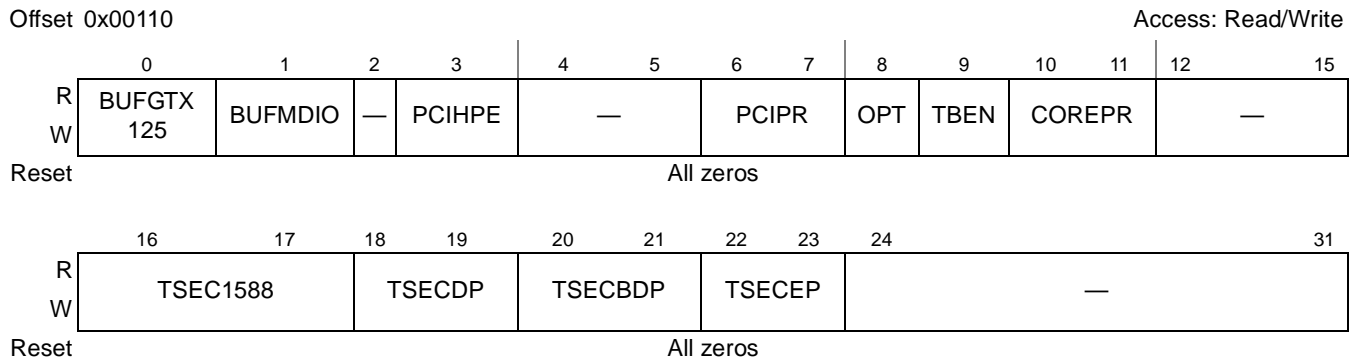 Offset 0x00110 Access: Read/Write
0 1 2 3 4 5 6 7 8 9 10 11 12 15
R
W
BUFGTX
125
BUFMDIO — PCIHPE — PCIPR OPT TBEN COREPR —
Reset All zeros
16 17 18 19 20 21 22 23 24 31
R
W
TSEC1588 TSECDP TSECBDP TSECEP —
Reset All zeros